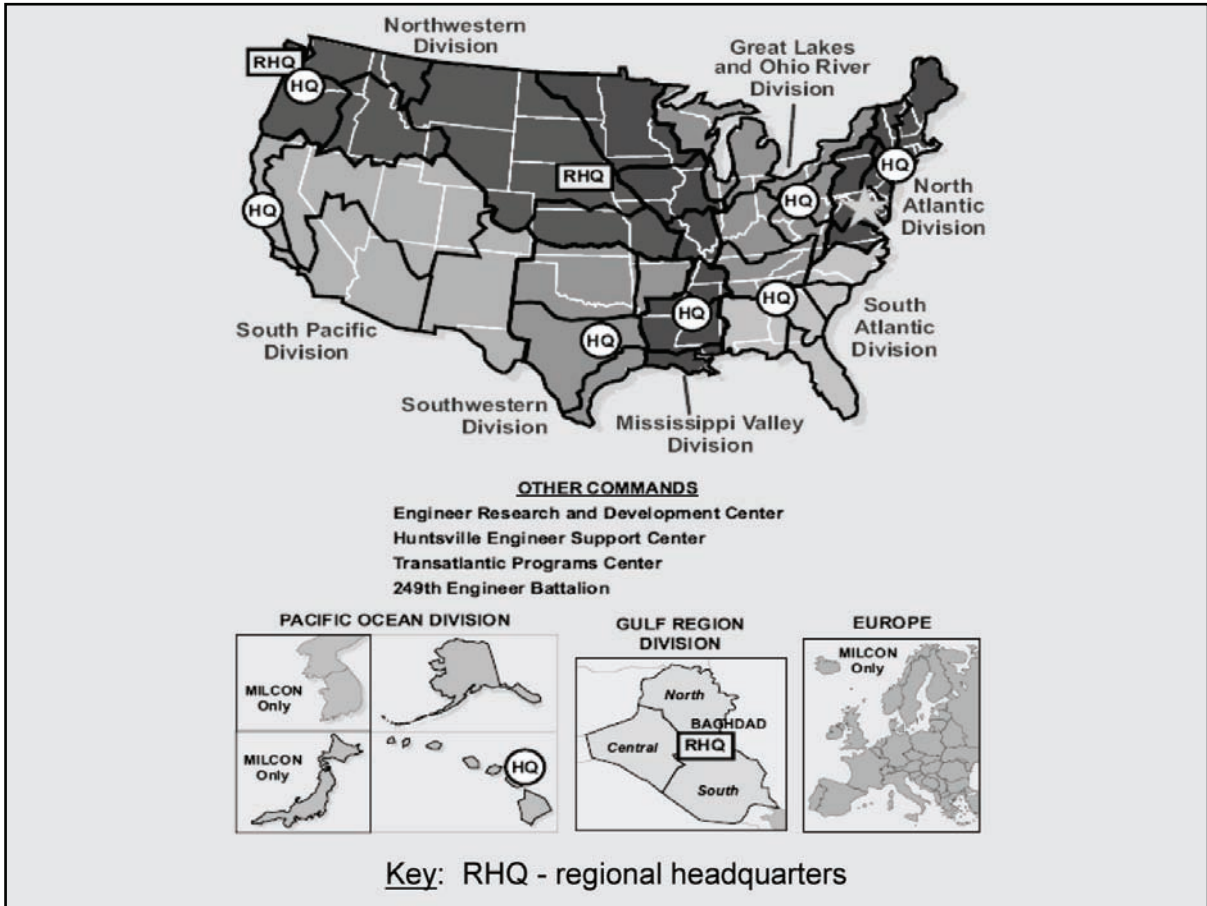 Northwestern
Division
RHQ
HQ
Great Lakes
and Ohio River
Division
RHQ
HQ
HQ
North
Atlantic
Division
HQ
South Pacific
Division
HQ
HQ
HQ
South
Atlantic
Division
Southwestern
Division
Mississippi Valley
Division
OTHER COMMANDS
Engineer Research and Development Center
Huntsville Engineer Support Center
Transatlantic Programs Center
249th Engineer Battalion
PACIFIC OCEAN DIVISION
MILCON
Only
MILCON
Only
HQ
GULF REGION
DIVISION
North
BAGHDAD
Central
RHQ
South
EUROPE
MILCON
Only
Key: RHQ - regional headquarters